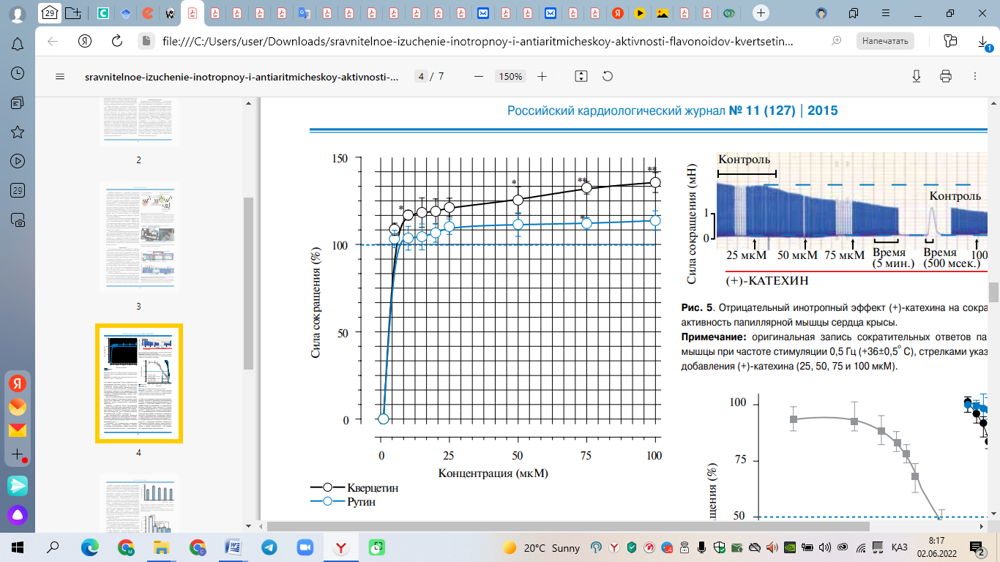 29
file:///C:/Users/user/Downloads/sravnitelnoe-izuchenie-inotropnoy-i-antiaritmicheskoy-aktivnosti-flavonoidov-kvertsetin...
Напечатать
1
sravnitelnoe-izuchenie-inotropnoy-i-antiaritmicheskoy-aktivnosti-...
4 / 7
150%
29
2
3
4
Российский кардиологический журнал № 11 (127) | 2015
150
100
50
0
Сила сокращения (%)
*
*
**
*
**
0 25 50 75 100
Концентрация (мкМ)
Кверцетин
Рутин
Сила сокращения (мН)
1
0
Контроль
Контроль
25 мкМ 50 мкМ 75 мкМ Время Время 100
(5 мин.) (500 мсек.)
(+)-КАТЕХИН
Рис. 5. Отрицательный инотропный эффект (+)-катехина на сокра
активность папиллярной мышцы сердца крысы.
Примечание: оригинальная запись сократительных ответов па
мышцы при частоте стимуляции 0,5 Гц (+36±0,5° С), стрелками указ
добавления (+)-катехина (25, 50, 75 и 100 мкМ).
100
75
50
щения (%)
20°C Sunny
ҚАЗ
8:17
02.06.2022
2